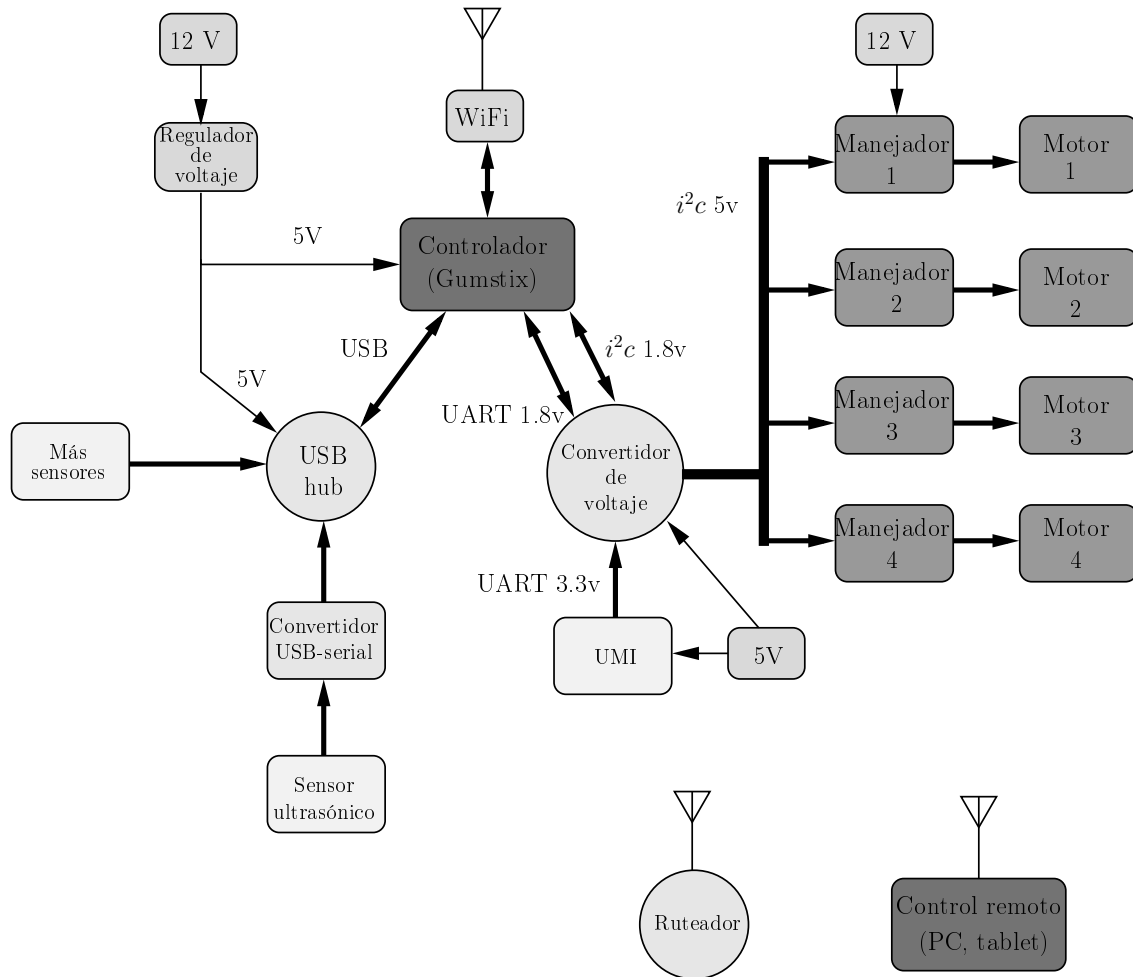 12 V
12 V
WiFi
Regulador
de
voltaje
Manejador
1
Motor
1
i²c 5v
5V
Controlador
(Gumstix)
Manejador
2
Motor
2
USB
i²c 1.8v
5V
UART 1.8v
Manejador
3
Motor
3
Más
sensores
USB
hub
Convertidor
de
voltaje
Manejador
4
Motor
4
UART 3.3v
Convertidor
USB-serial
UMI
5V
Sensor
ultrasónico
Ruteador
Control remoto
(PC, tablet)